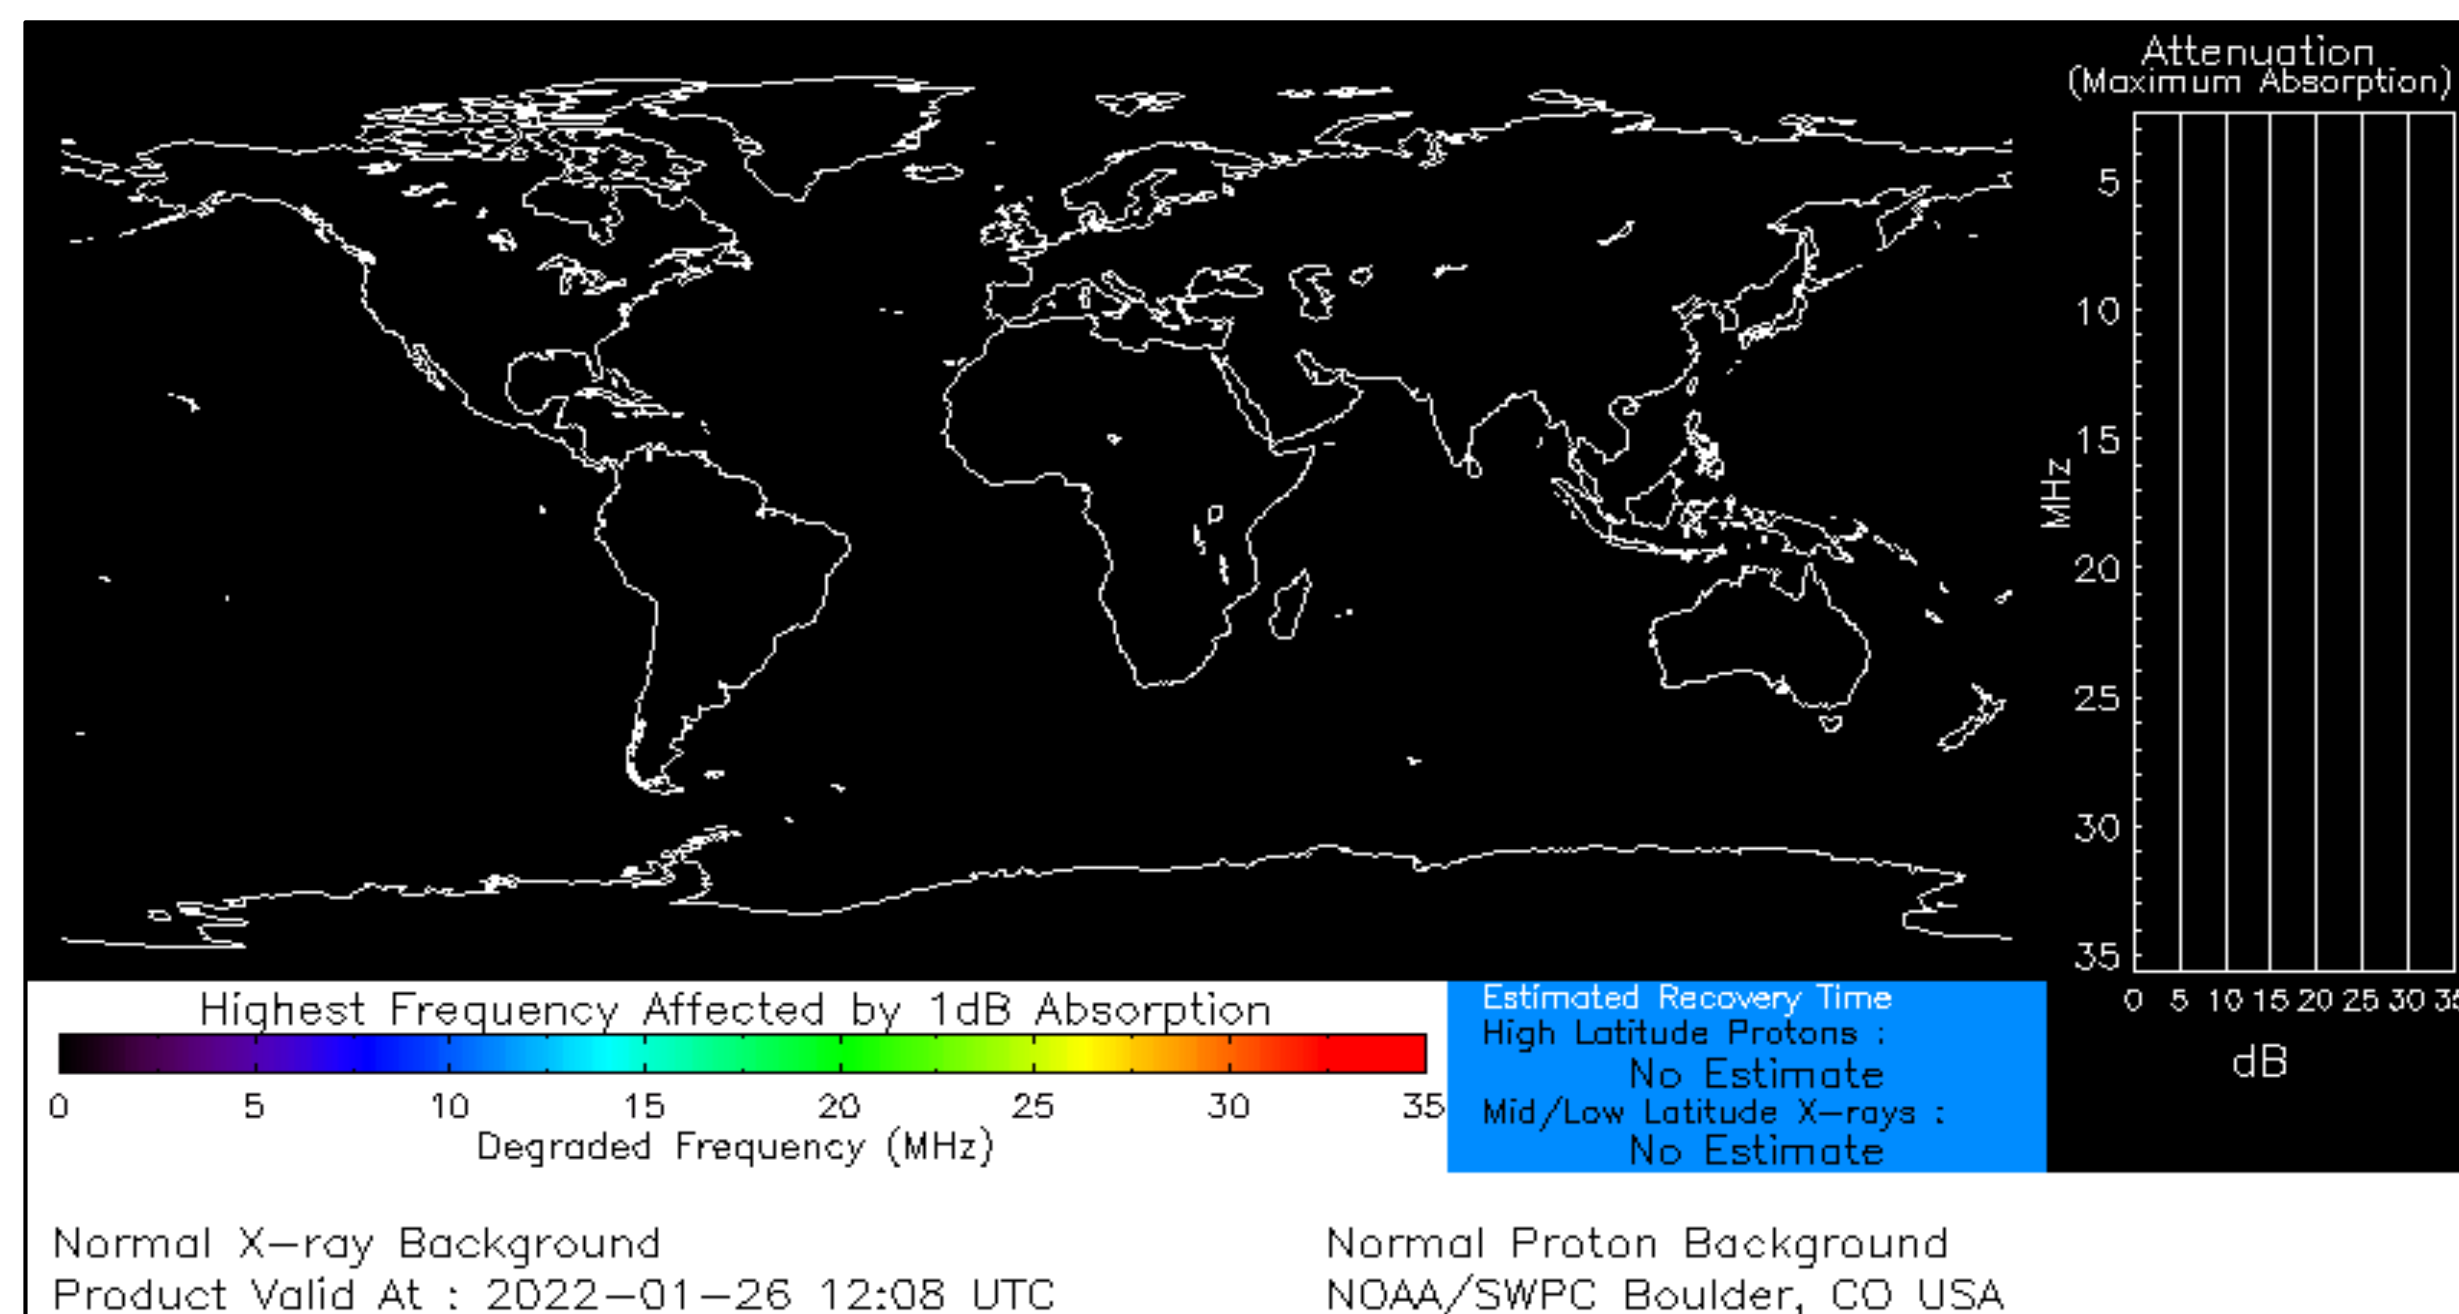 Attenuation
(Maximum Absorption)
5
10
15
20
25
30
35
MHz
0 5 10 15 20 25 30
dB
Highest Frequency Affected by 1dB Absorption
0 5 10 15 20 25 30 35
Degraded Frequency (MHz)
Estimated Recovery Time
High Latitude Protons :
No Estimate
Mid/Low Latitude X-rays :
No Estimate
Normal X-ray Background
Normal Proton Background
Product Valid At : 2022-01-26 12:08 UTC
NOAA/SWPC Boulder, CO USA